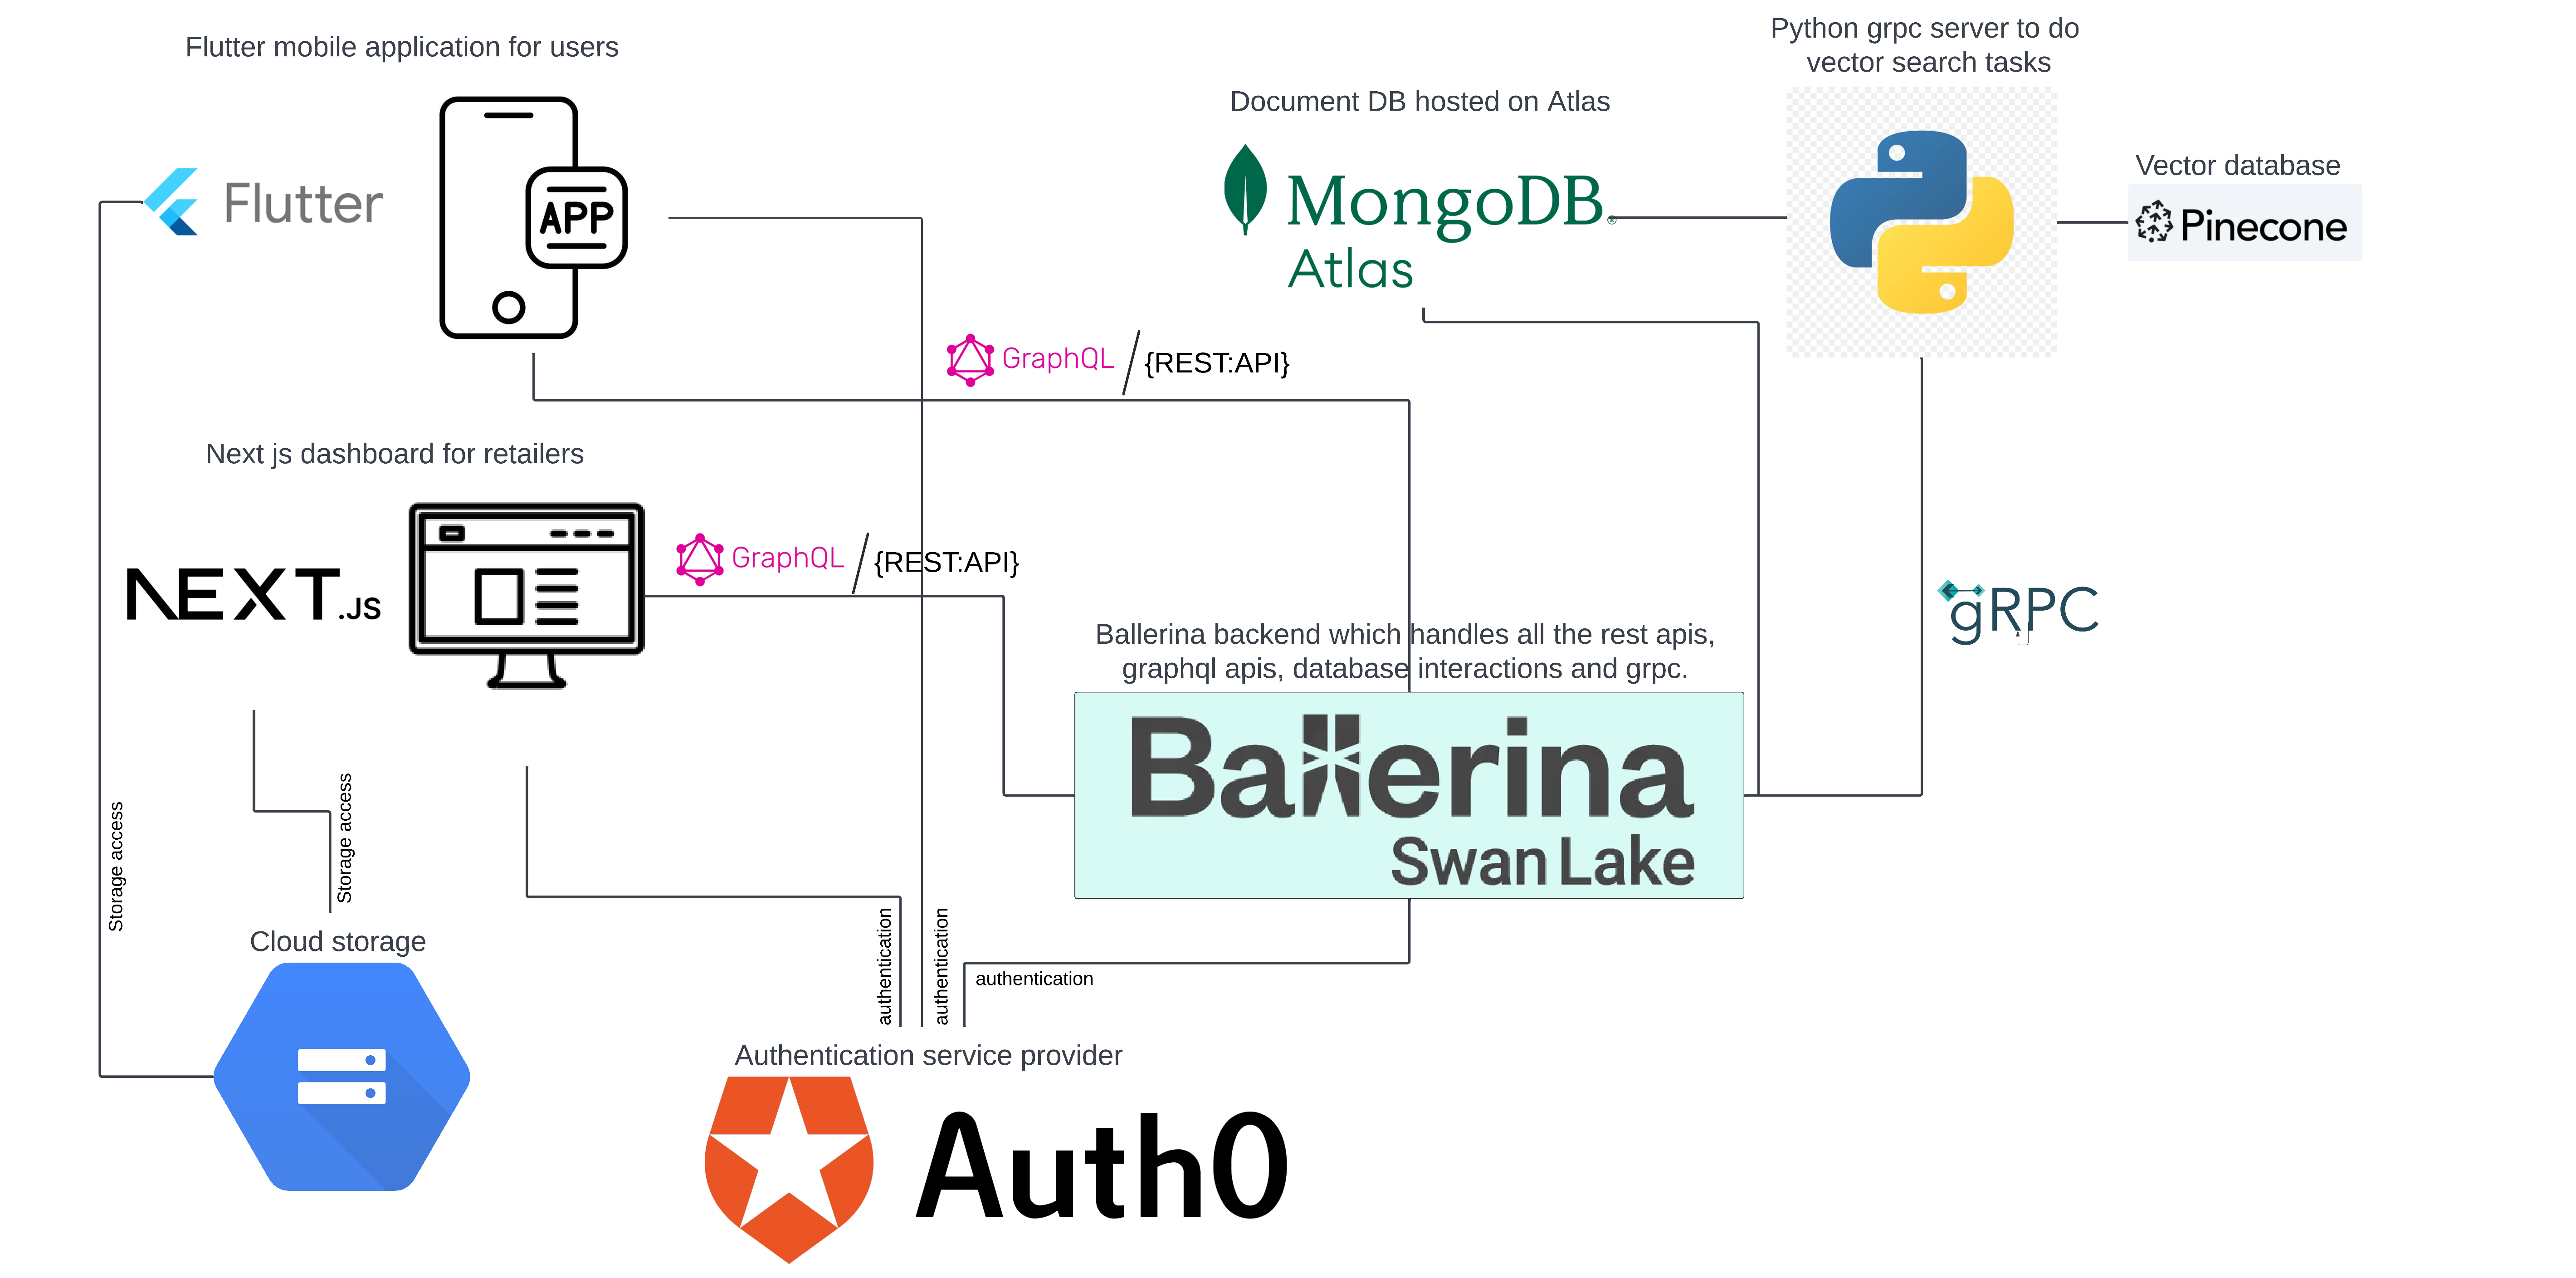 Flutter mobile application for users
Flutter
APP
Python grpc server to do
vector search tasks
Document DB hosted on Atlas
MongoDB®
Atlas
Vector database
Pinecone
GraphQL / {REST:API}
Next js dashboard for retailers
NEXT.JS
GraphQL / {REST:API}
gRPC
Ballerina backend which handles all the rest apis,
graphql apis, database interactions and grpc.
Ballerina
Swan Lake
Storage access
Storage access
Cloud storage
authentication
authentication
authentication
Authentication service provider
Auth0